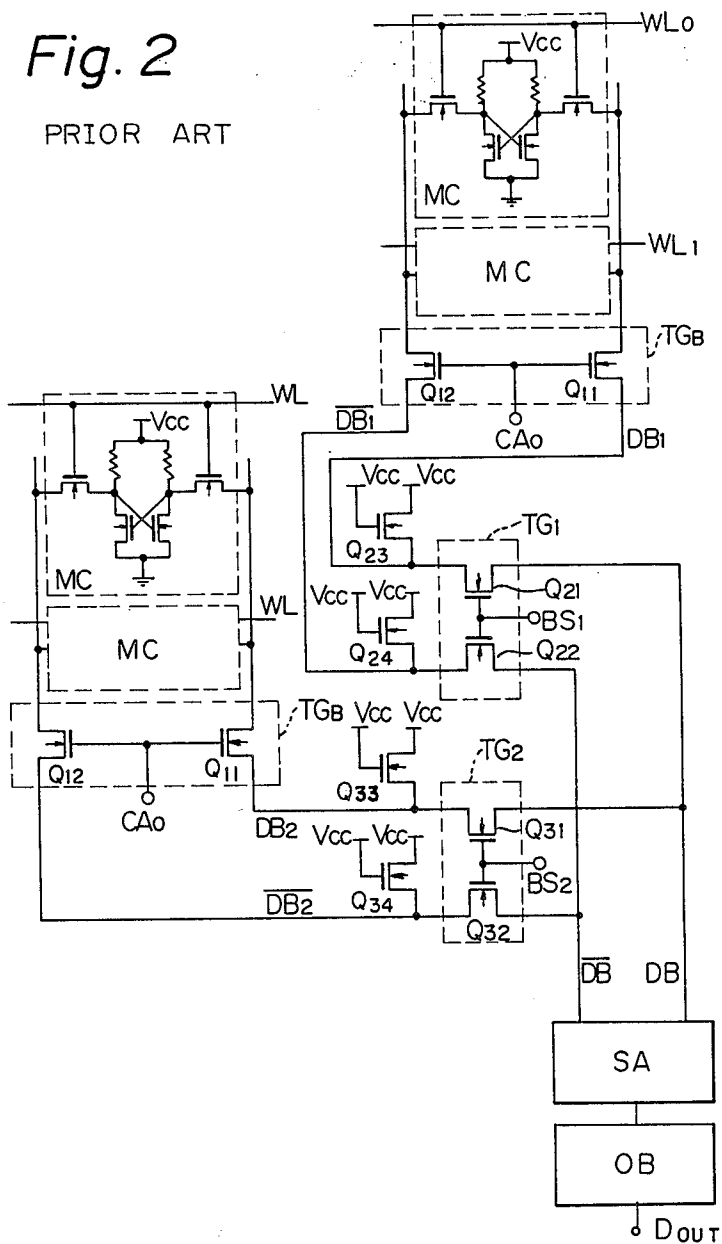 Fig. 2
PRIOR ART
WL0
VCC
MC
WL1
MC
TGB
Q12
Q11
CA0
DB1
DB1
WL
VCC
MC
WL
MC
TGB
Q12
Q11
CA0
VCC
VCC
Q23
TG1
Q21
VCC
VCC
BS1
Q24
Q22
VCC
VCC
TG2
Q33
DB2
Q31
VCC
VCC
BS2
DB2
Q34
Q32
DB
DB
SA
OB
DOUT